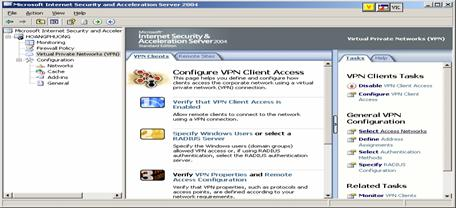 Microsoft Internet Security and Acceleration Server 2004
V
VIC
File Action View Help
Microsoft Internet Security and Acceler
HOANGPHUONG
Monitoring
Firewall Policy
Virtual Private Networks (VPN)
Configuration
Networks
Cache
Add-ins
General
Microsoft
Internet Security &
Acceleration Server 2004
Standard Edition
Virtual Private Networks (VPN)
VPN Clients
Remote Sites
Configure VPN Client Access
This page helps you define and configure how
clients access the corporate network using a virtual
private network (VPN) connection.
Verify that VPN Client Access is
Enabled
Allow remote clients to connect to the network
using a VPN.
Specify Windows Users or select a
RADIUS Server
Specify the Windows users (domain groups)
allowed VPN access or, if using RADIUS
authentication, select the RADIUS server.
Verify VPN Properties and Remote
Access Configuration
Verify that VPN properties, such as protocols and
access points, are defined according to your
network requirements.
Tasks
Help
VPN Clients Tasks
Disable VPN Client Access
Configure VPN Client
Access
General VPN
Configuration
Select Access Networks
Define Address
Assignments
Select Authentication
Methods
Specify RADIUS
Configuration
Related Tasks
Monitor VPN Clients